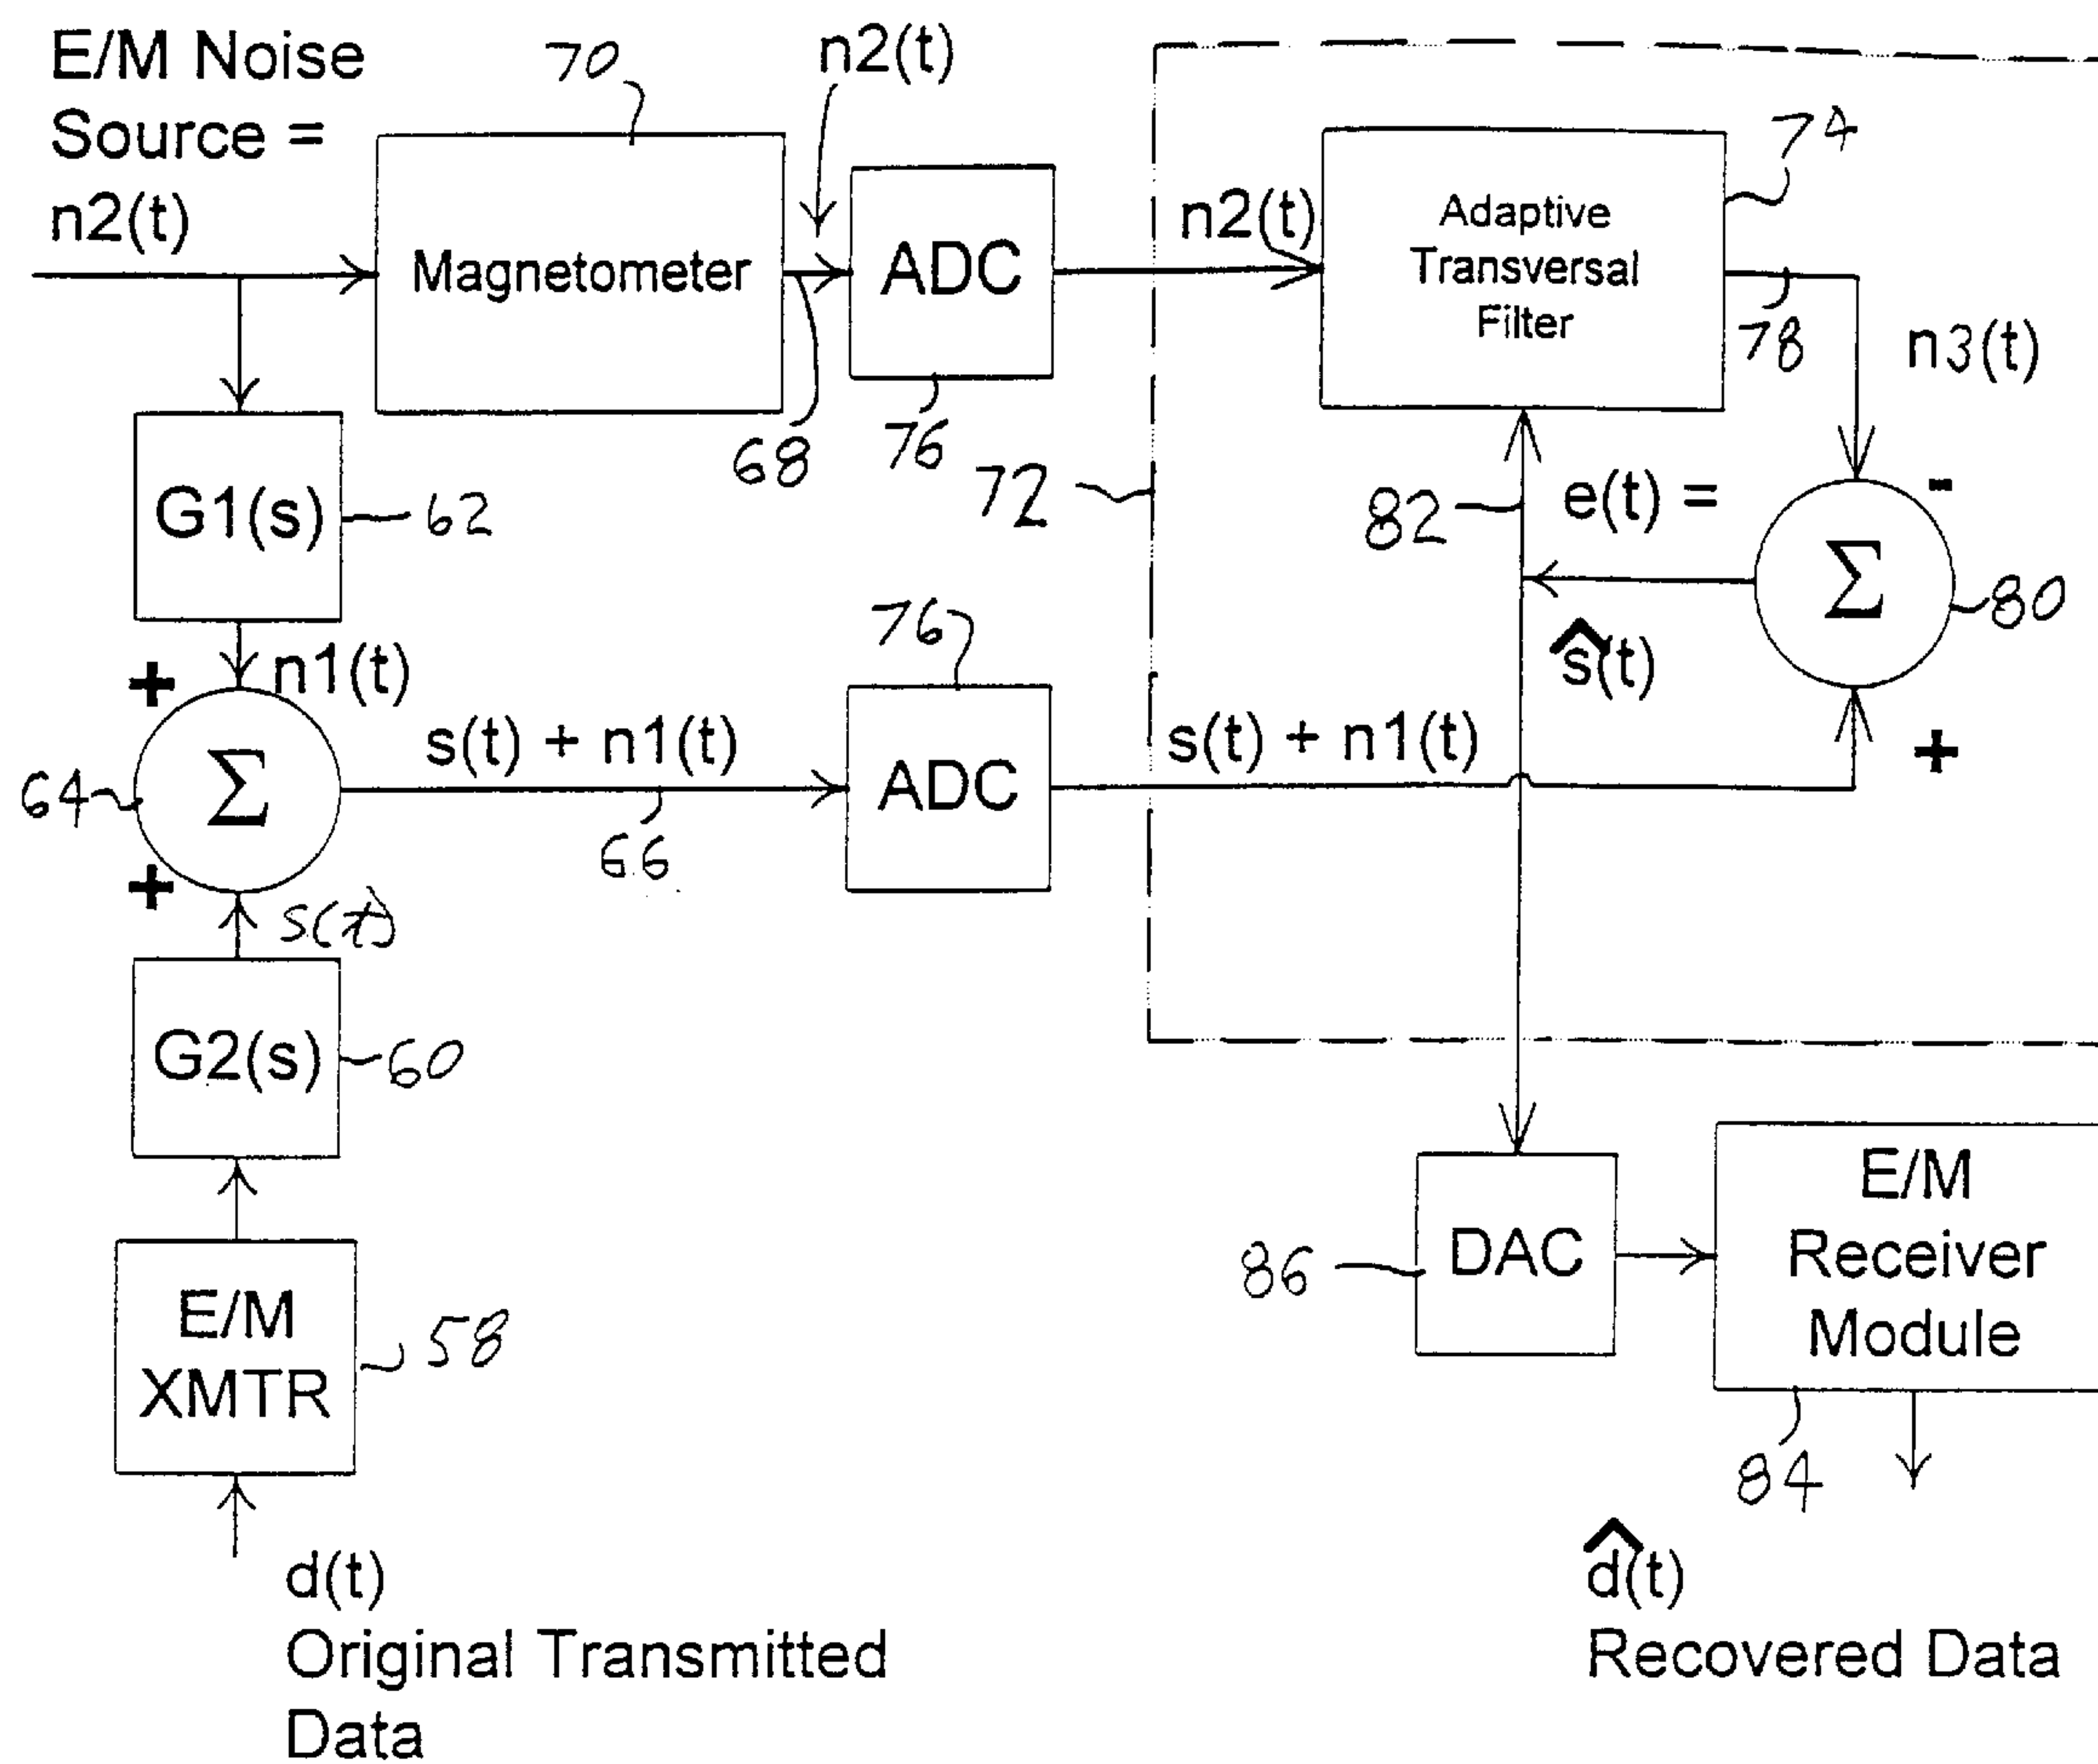 E/M Noise
Source =
n2(t)
70
n2(t)
Magnetometer
ADC
68
76
72
n2(t)
Adaptive
Transversal
Filter
74
78
n3(t)
-
G1(s)
62
82
e(t) =
Σ
80
ŝ(t)
+
n1(t)
+
Σ
64
+
s(t)
s(t) + n1(t)
66
76
ADC
s(t) + n1(t)
G2(s)
60
E/M
XMTR
58
d(t)
Original Transmitted
Data
86
DAC
E/M
Receiver
Module
84
d̂(t)
Recovered Data